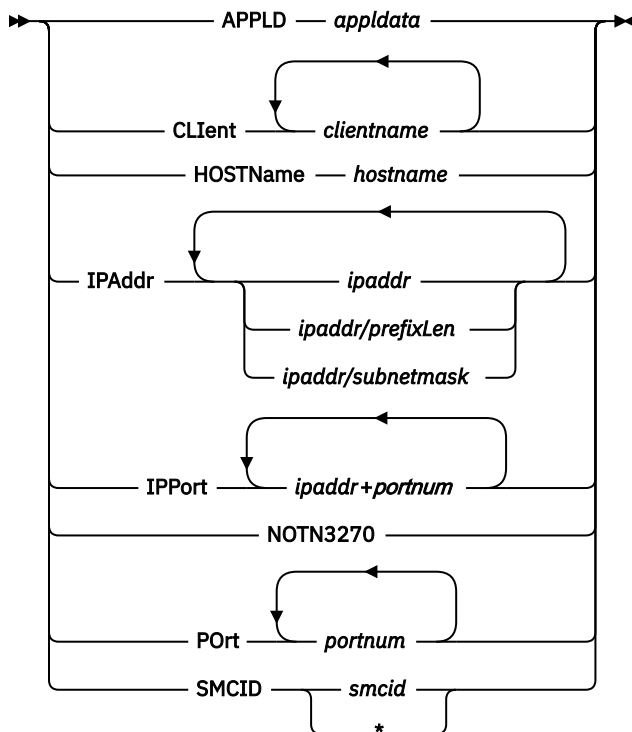 APPLD appldata
CLIent clientname
HOSTName hostname
IPAddr ipaddr
ipaddr/prefixLen
ipaddr/subnetmask
IPPort ipaddr+portnum
NOTN3270
POrt portnum
SMCID smcid
*